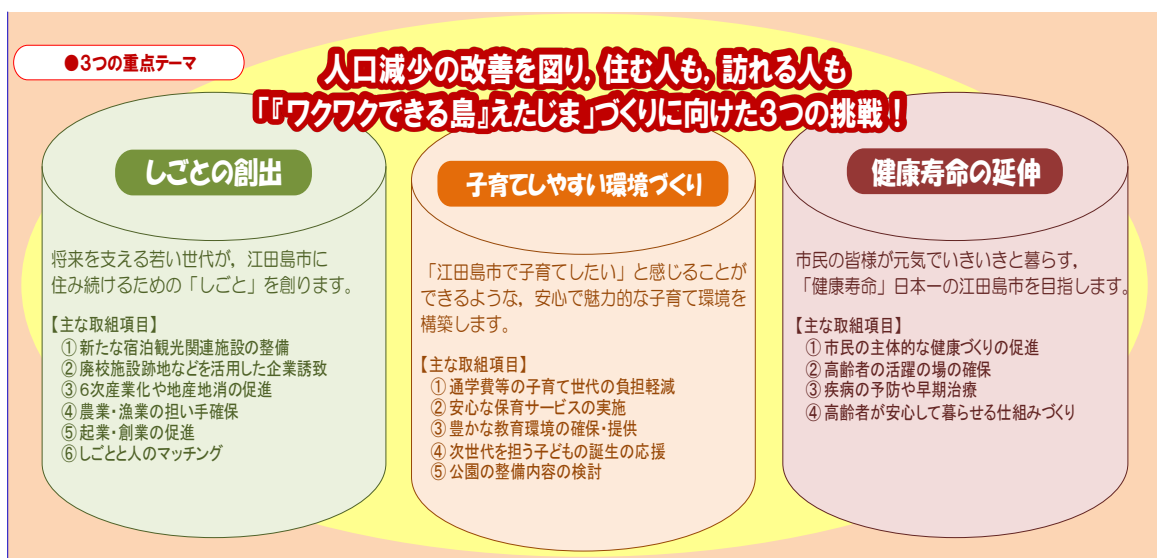 ●3つの重点テーマ
人口減少の改善を図り,住む人も,訪れる人も
「『ワクワクできる島』えたじま」づくりに向けた3つの挑戦！
しごとの創出
将来を支える若い世代が，江田島市に
住み続けるための「しごと」を創ります。
【主な取組項目】
①新たな宿泊観光関連施設の整備
②廃校施設跡地などを活用した企業誘致
③6次産業化や地産地消の促進
④農業・漁業の担い手確保
⑤起業・創業の促進
⑥しごとと人のマッチング
子育てしやすい環境づくり
「江田島市で子育てしたい」と感じることが
できるような，安心で魅力的な子育て環境を
構築します。
【主な取組項目】
①通学費等の子育て世代の負担軽減
②安心な保育サービスの実施
③豊かな教育環境の確保・提供
④次世代を担う子どもの誕生の応援
⑤公園の整備内容の検討
健康寿命の延伸
市民の皆様が元気でいきいきと暮らす，
「健康寿命」日本一の江田島市を目指します。
【主な取組項目】
①市民の主体的な健康づくりの促進
②高齢者の活躍の場の確保
③疾病の予防や早期治療
④高齢者が安心して暮らせる仕組みづくり